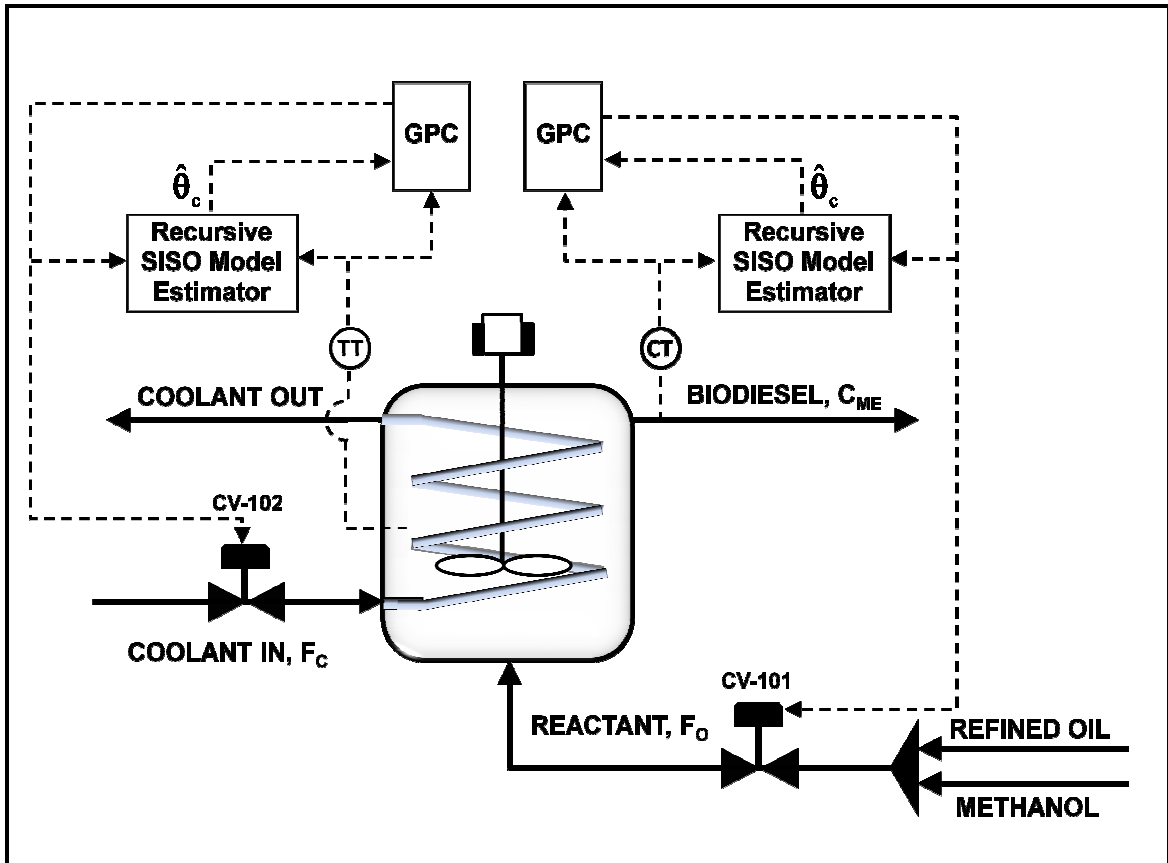 GPC
GPC
θ̂c
θ̂c
Recursive
SISO Model
Estimator
Recursive
SISO Model
Estimator
TT
CT
COOLANT OUT
BIODIESEL, CME
CV-102
COOLANT IN, FC
CV-101
REACTANT, FO
REFINED OIL
METHANOL